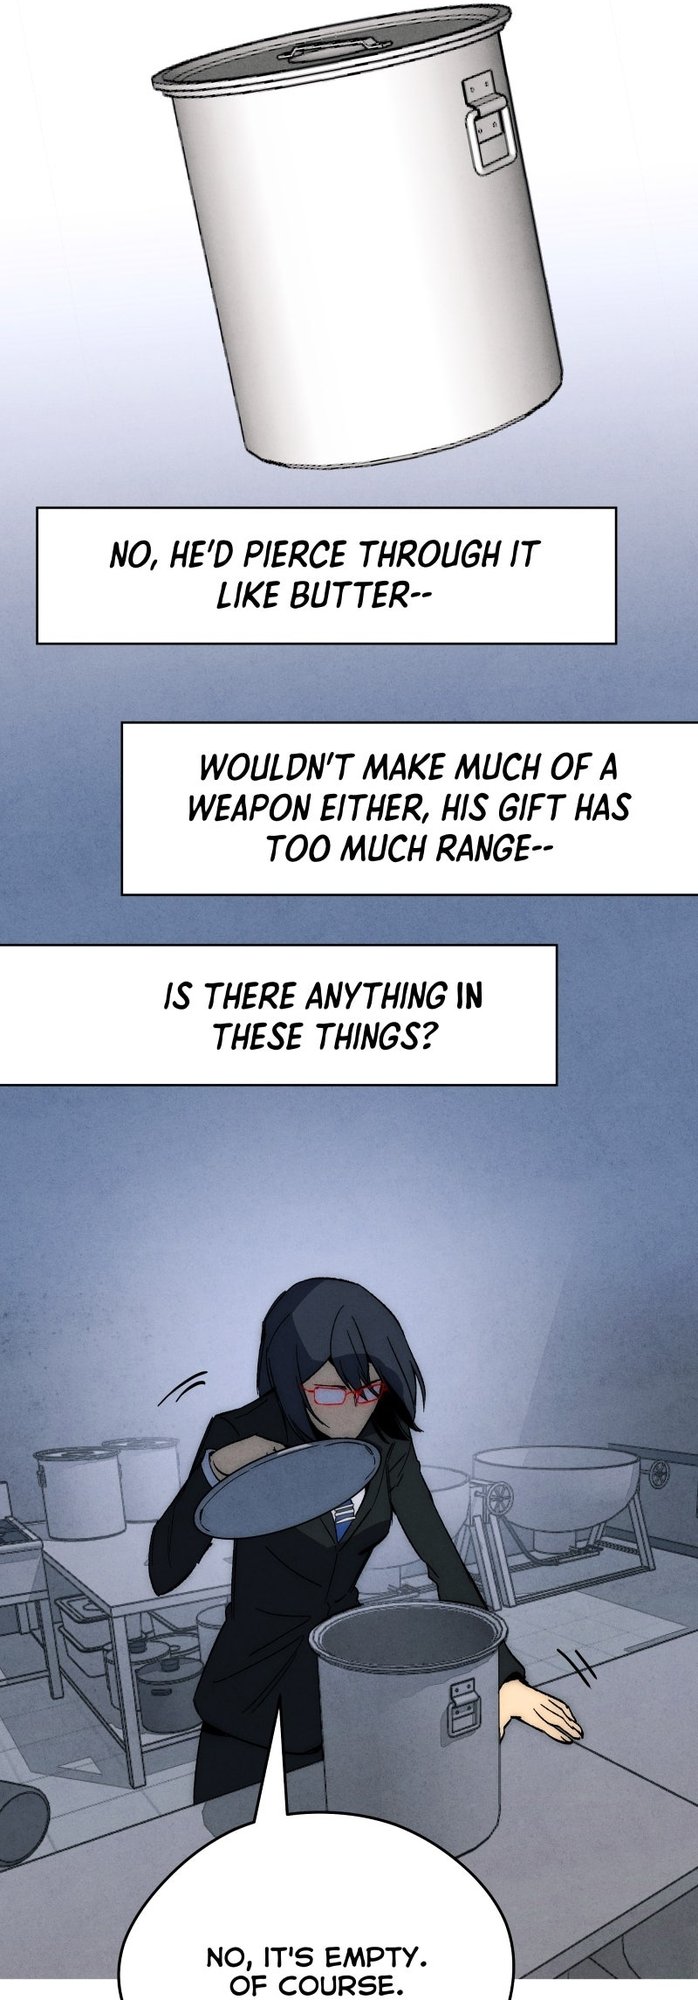 NO, HE'D PIERCE THROUGH IT
LIKE BUTTER--
WOULDN'T MAKE MUCH OF A
WEAPON EITHER, HIS GIFT HAS
TOO MUCH RANGE--
IS THERE ANYTHING IN
THESE THINGS?
NO, IT'S EMPTY.
OF COURSE.